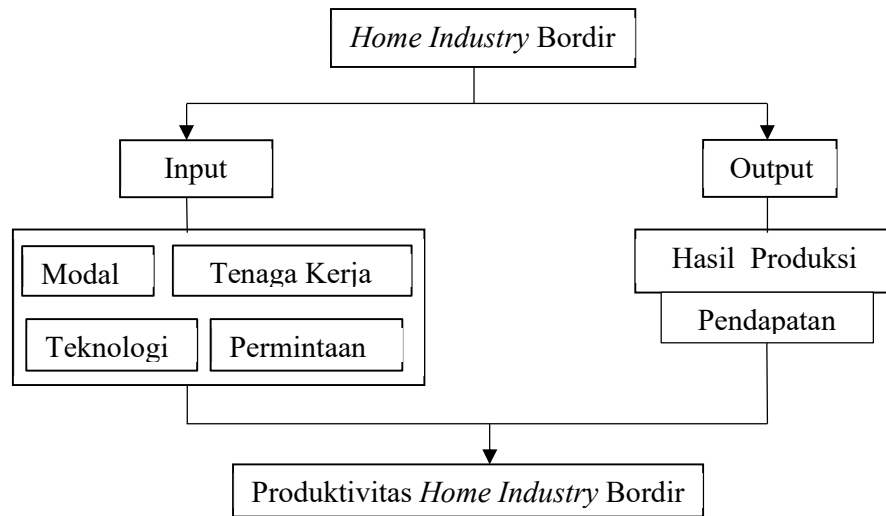 Home Industry Bordir
Input
Output
Modal
Tenaga Kerja
Teknologi
Permintaan
Hasil Produksi
Pendapatan
Produktivitas Home Industry Bordir